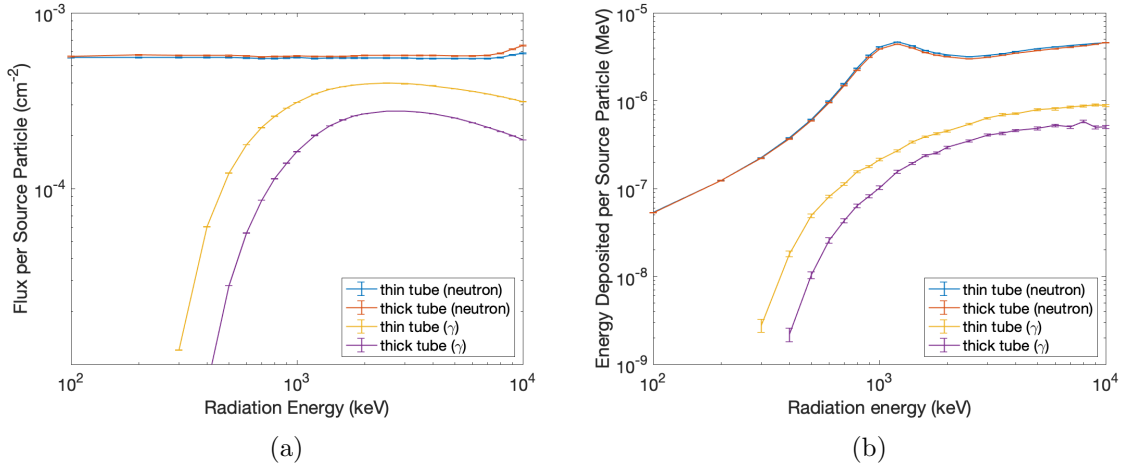 10^-3
10^-4
Flux per Source Particle (cm^-2)
thin tube (neutron)
thick tube (neutron)
thin tube (γ)
thick tube (γ)
10^2
10^3
10^4
Radiation Energy (keV)
(a)
10^-5
10^-6
10^-7
10^-8
10^-9
Energy Deposited per Source Particle (MeV)
thin tube (neutron)
thick tube (neutron)
thin tube (γ)
thick tube (γ)
10^2
10^3
10^4
Radiation energy (keV)
(b)